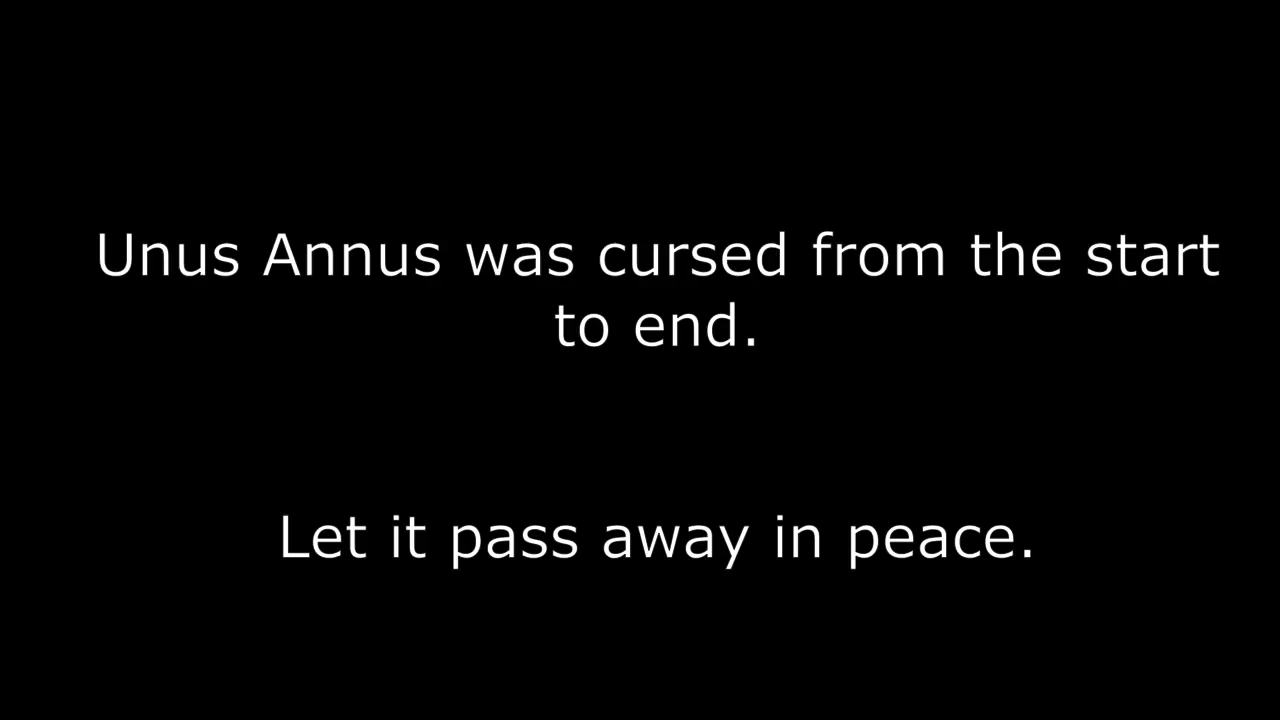 Unus Annus was cursed from the start
to end.
Let it pass away in peace.